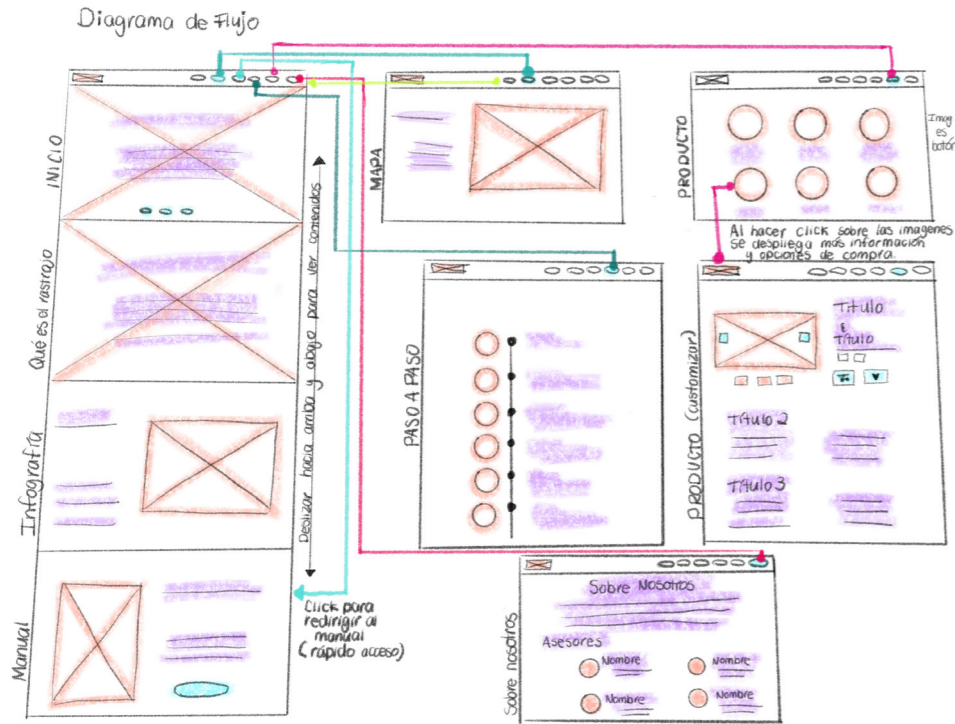 Diagrama de Flujo
INICIO
Qué es el rastrajo
Infografía
Manual
Deslizar hacia arriba y abajo para ver contenidos
Click para
redirigir al
manual
(rápido acceso)
MAPA
PASO A PASO
PRODUCTO
Imag
es
botón
Al hacer click sobre las imagenes
se despliega más información
y opciones de compra.
PRODUCTO (customizar)
Título
Título
Título 2
Título 3
Sobre nosotros
Sobre Nosotros
Asesores
Nombre
Nombre
Nombre
Nombre